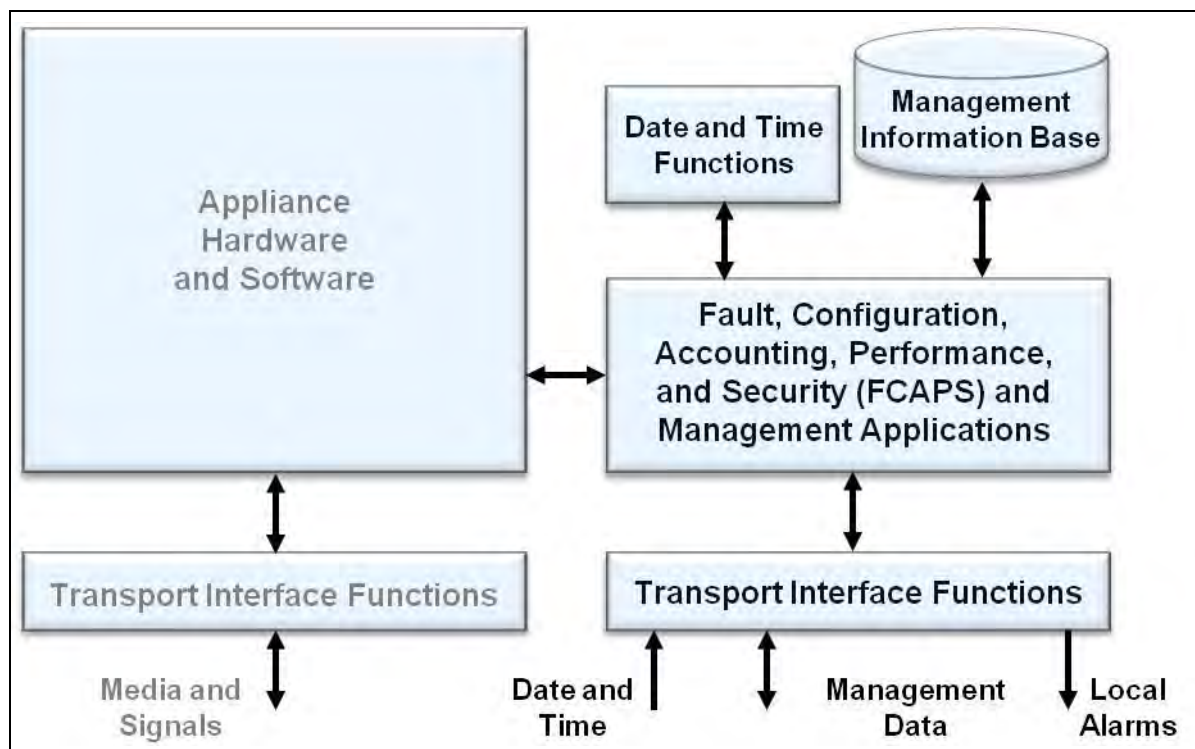 Appliance
Hardware
and Software
Date and Time
Functions
Management
Information Base
Fault, Configuration,
Accounting, Performance,
and Security (FCAPS) and
Management Applications
Transport Interface Functions
Transport Interface Functions
Media and
Signals
Date and
Time
Management
Data
Local
Alarms